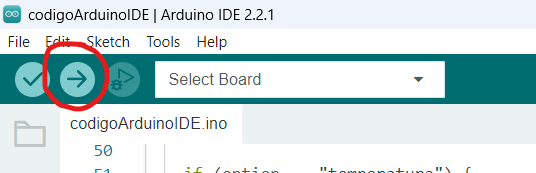 codigoArduinoIDE | Arduino IDE 2.2.1
File Edit Sketch Tools Help
Select Board
codigoArduinoIDE.ino
50